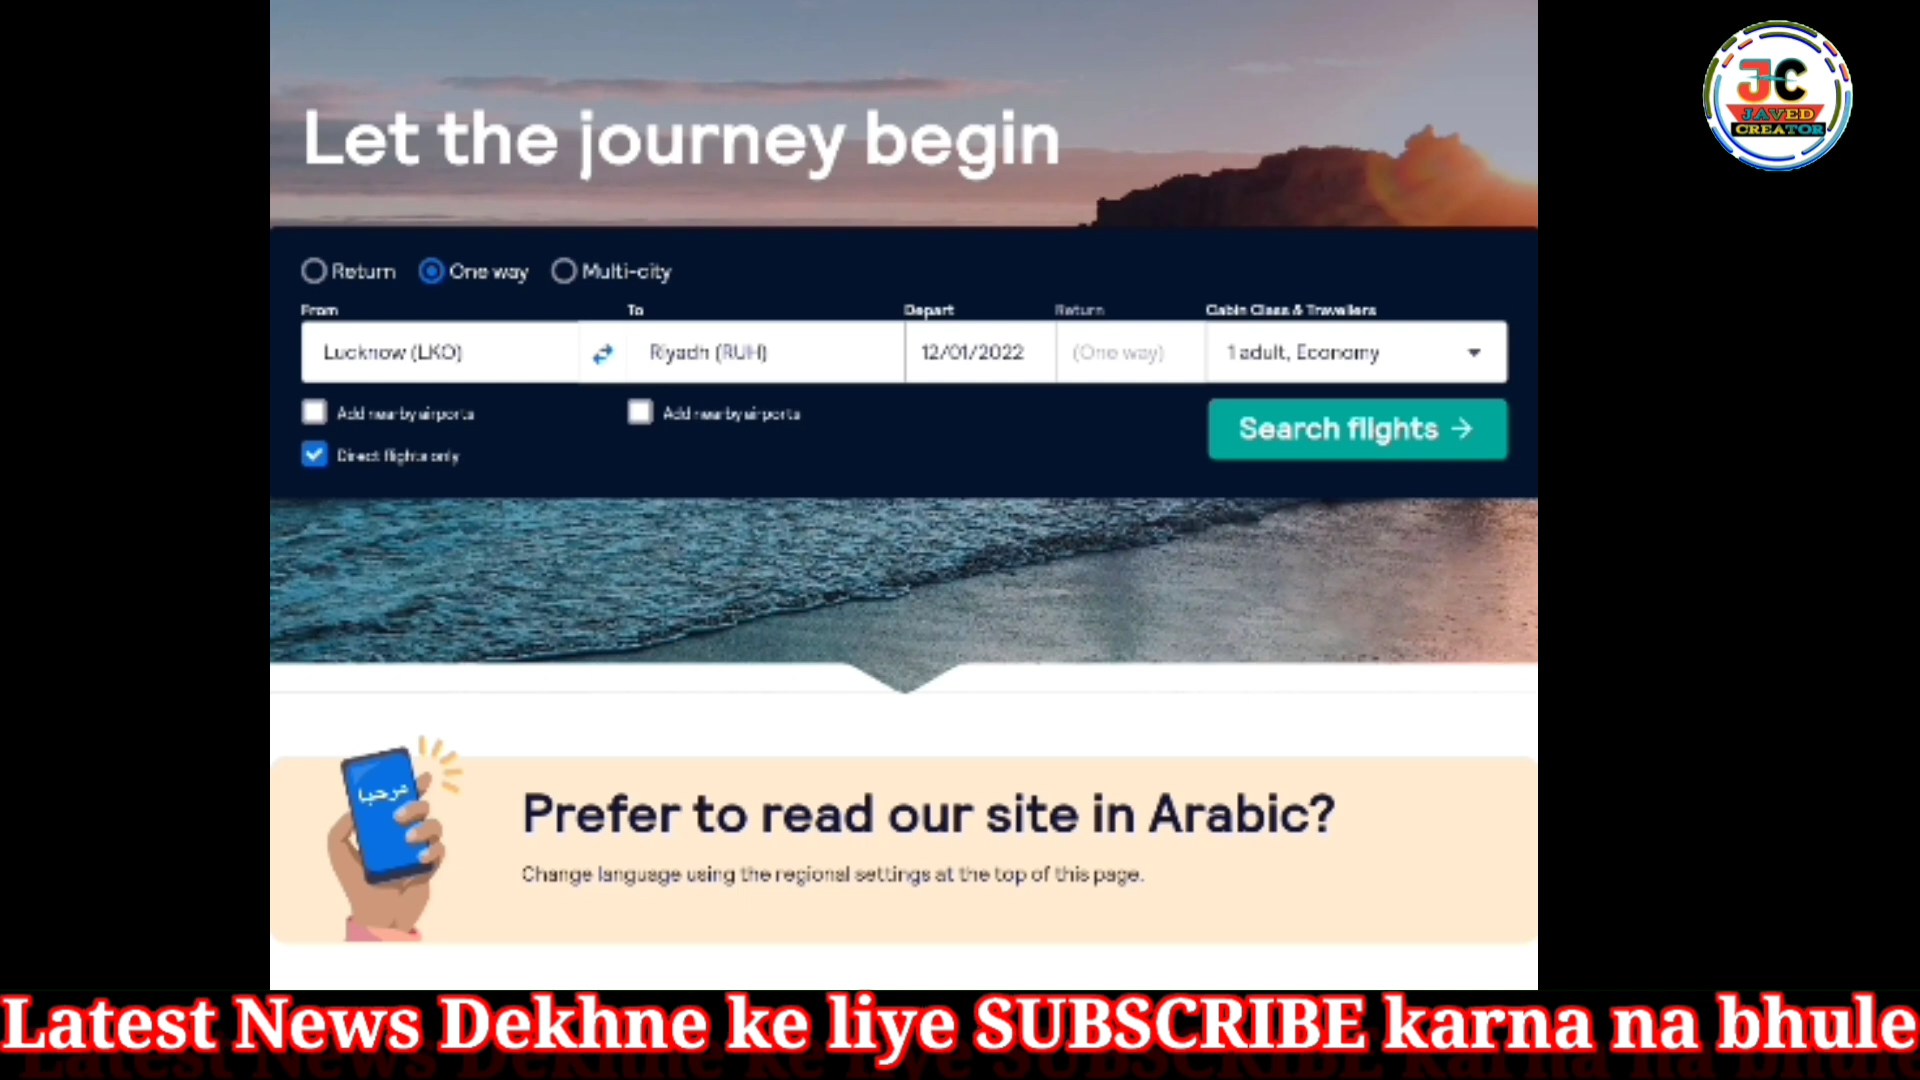 JC
JAVED
CREATOR
Let the journey begin
Return One way Multi-city
From To Depart Return Cabin Class & Travellers
Lucknow (LKO) Riyadh (RUH) 12/01/2022 (One way) 1 adult, Economy
Add nearby airports Add nearby airports
Search flights →
Direct flights only
مرحبا
Prefer to read our site in Arabic?
Change language using the regional settings at the top of this page.
Latest News Dekhne ke liye SUBSCRIBE karna na bhule